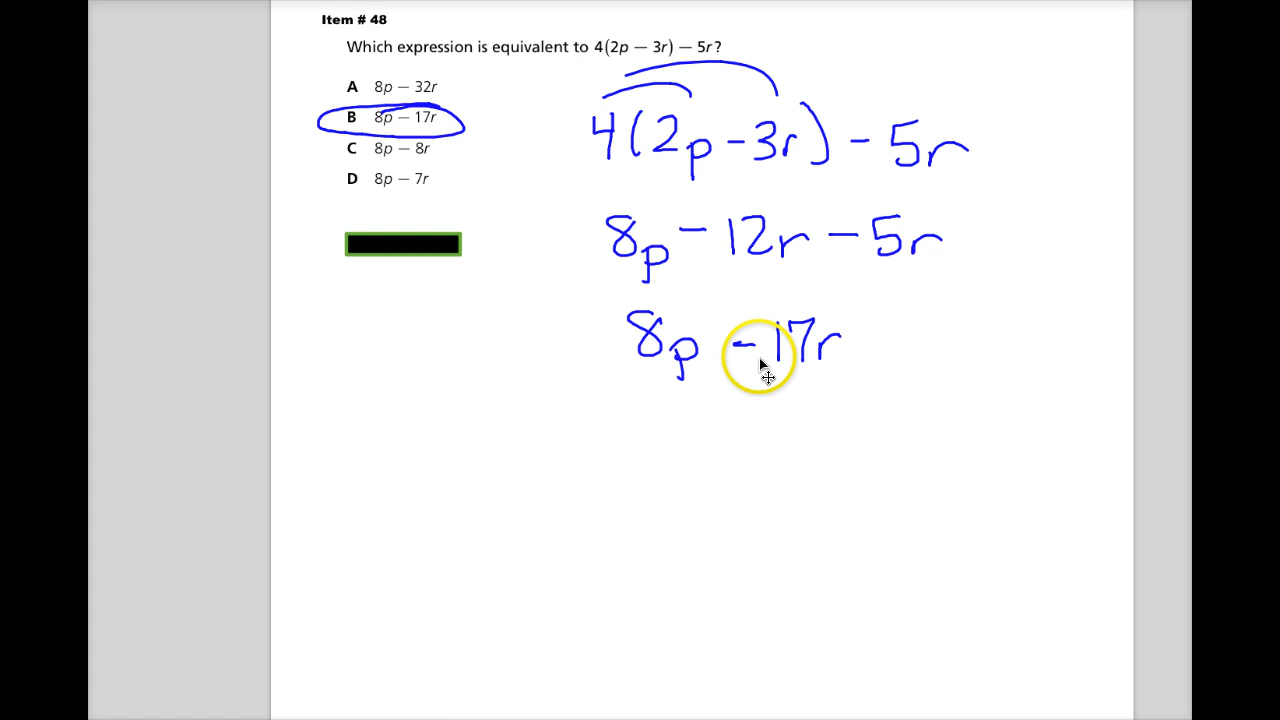 Item # 48
Which expression is equivalent to 4(2p − 3r) − 5r?
A 8p − 32r
B 8p − 17r
C 8p − 8r
D 8p − 7r
4(2p − 3r) − 5r
8p − 12r − 5r
8p − 17r